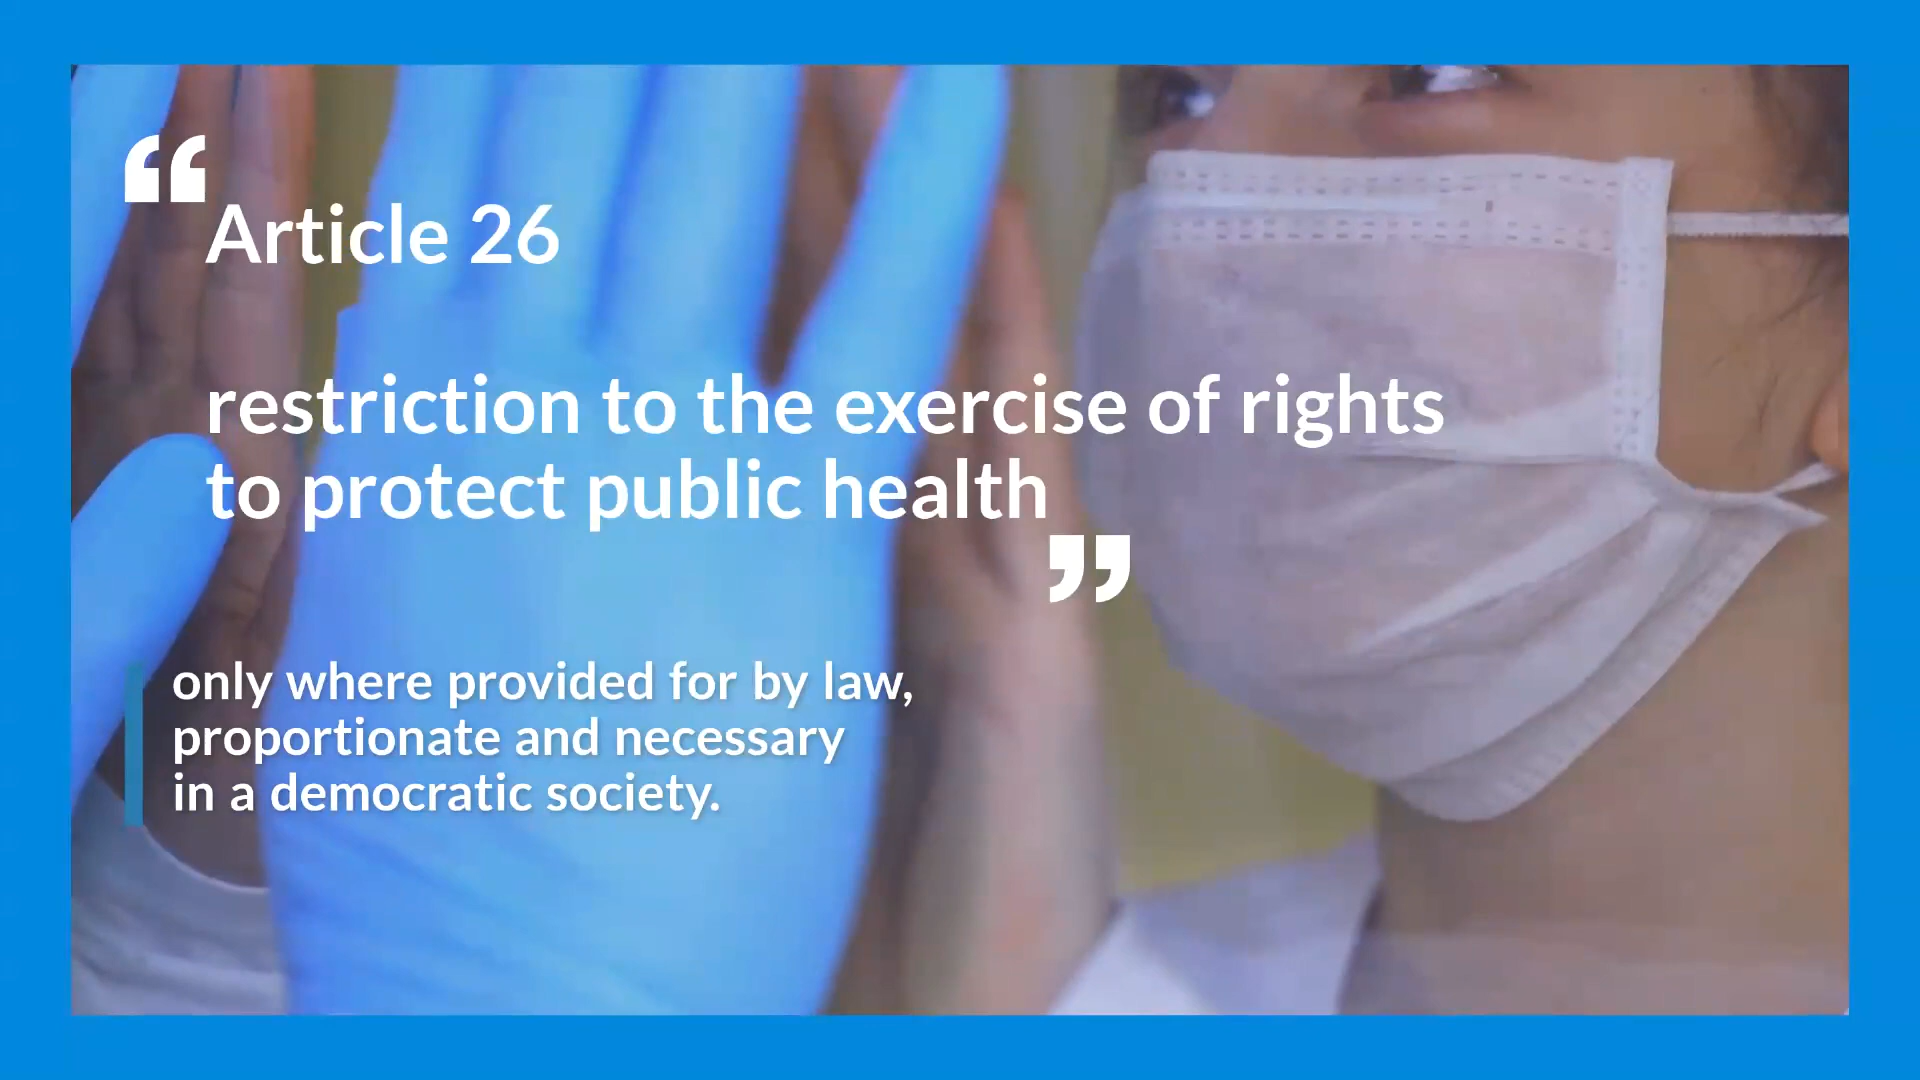 “Article 26
restriction to the exercise of rights
to protect public health”
only where provided for by law,
proportionate and necessary
in a democratic society.